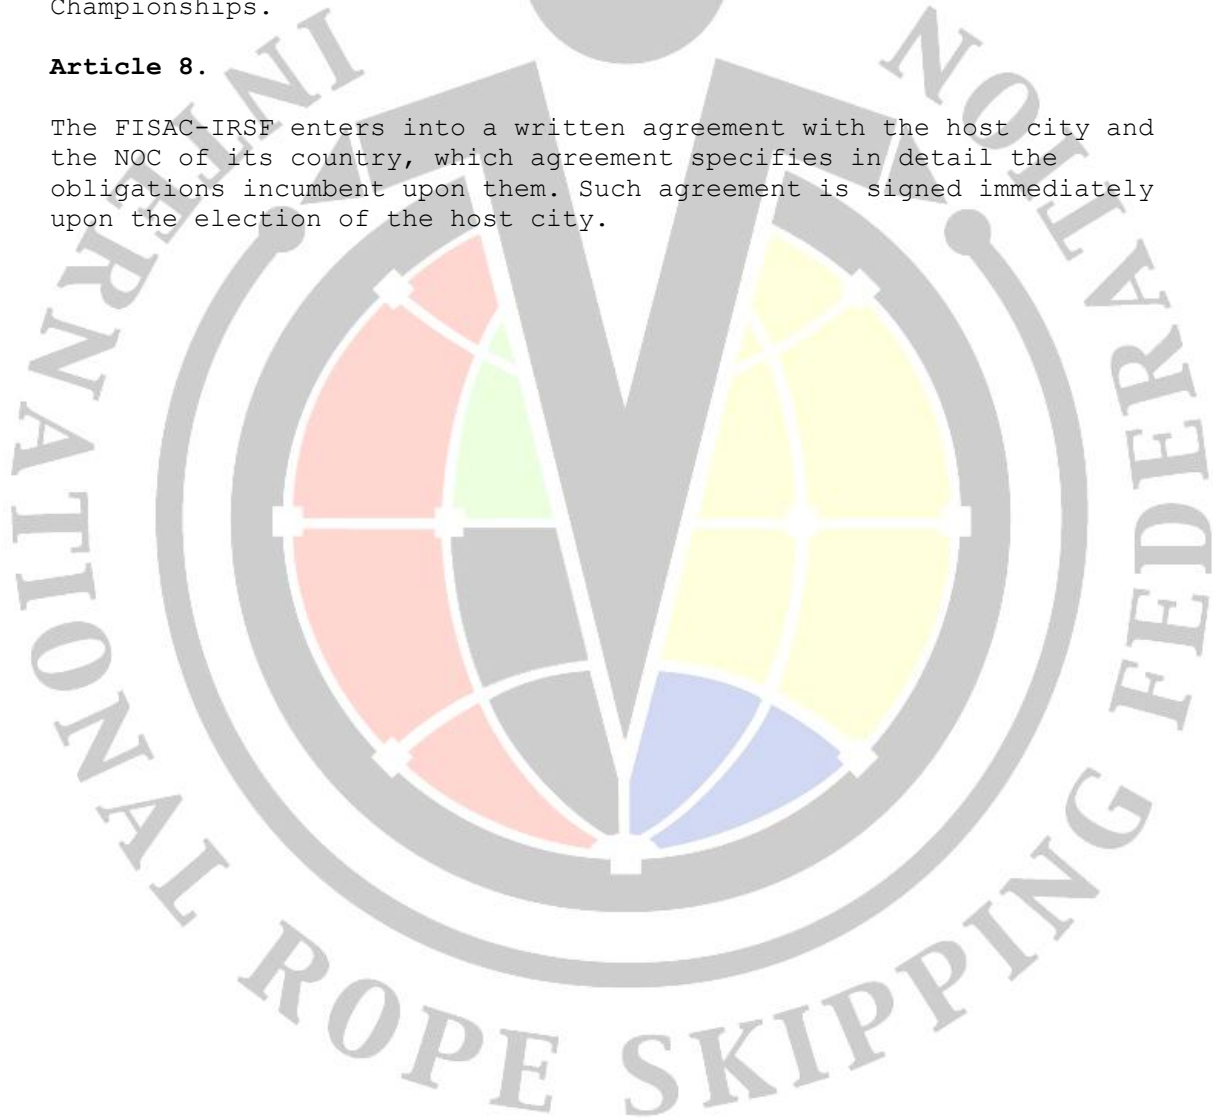 Championships.
Article 8.
The FISAC-IRSF enters into a written agreement with the host city and
the NOC of its country, which agreement specifies in detail the
obligations incumbent upon them. Such agreement is signed immediately
upon the election of the host city.
INTERNATIONAL ROPE SKIPPING FEDERATION